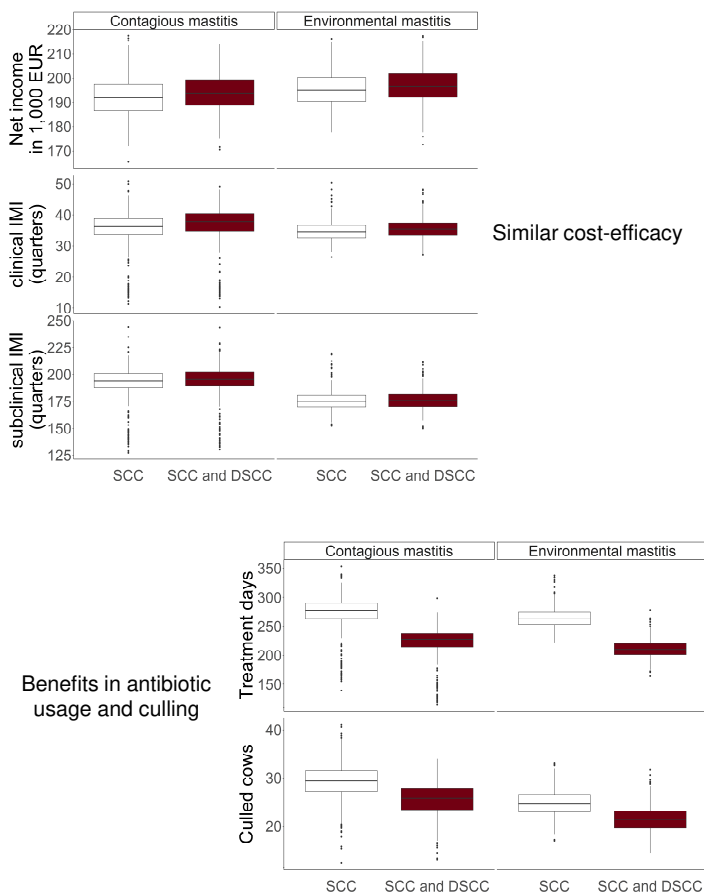 Contagious mastitis
Environmental mastitis
Net income
in 1,000 EUR
220
210
200
190
180
170
clinical IMI
(quarters)
50
40
30
20
10
Similar cost-efficacy
subclinical IMI
(quarters)
250
225
200
175
150
125
SCC
SCC and DSCC
SCC
SCC and DSCC
Contagious mastitis
Environmental mastitis
Treatment days
350
300
250
200
150
Benefits in antibiotic
usage and culling
Culled cows
40
30
20
SCC
SCC and DSCC
SCC
SCC and DSCC